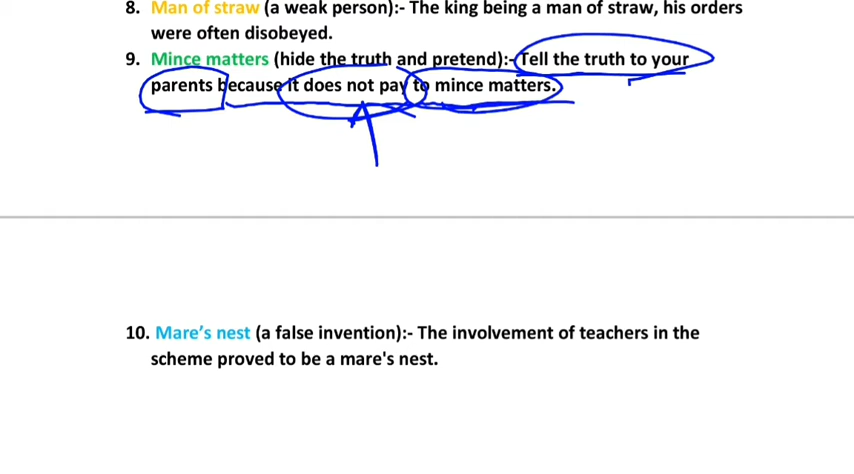 8. Man of straw (a weak person):- The king being a man of straw, his orders
were often disobeyed.
9. Mince matters (hide the truth and pretend):- Tell the truth to your
parents because it does not pay to mince matters.
10. Mare’s nest (a false invention):- The involvement of teachers in the
scheme proved to be a mare's nest.